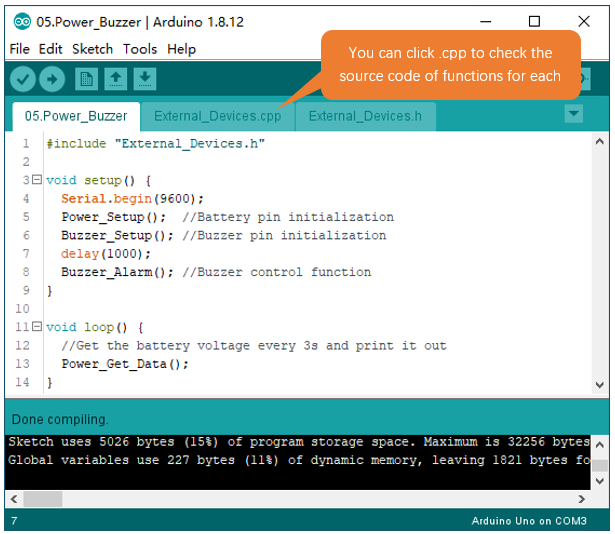 05.Power_Buzzer | Arduino 1.8.12
File Edit Sketch Tools Help
You can click .cpp to check the
source code of functions for each
05.Power_Buzzer External_Devices.cpp External_Devices.h
1 #include "External_Devices.h"
2
3 void setup() {
4 Serial.begin(9600);
5 Power_Setup(); //Battery pin initialization
6 Buzzer_Setup(); //Buzzer pin initialization
7 delay(1000);
8 Buzzer_Alarm(); //Buzzer control function
9 }
10
11 void loop() {
12 //Get the battery voltage every 3s and print it out
13 Power_Get_Data();
14 }
Done compiling.
Sketch uses 5026 bytes (15%) of program storage space. Maximum is 32256 bytes
Global variables use 227 bytes (11%) of dynamic memory, leaving 1821 bytes fo
7 Arduino Uno on COM3